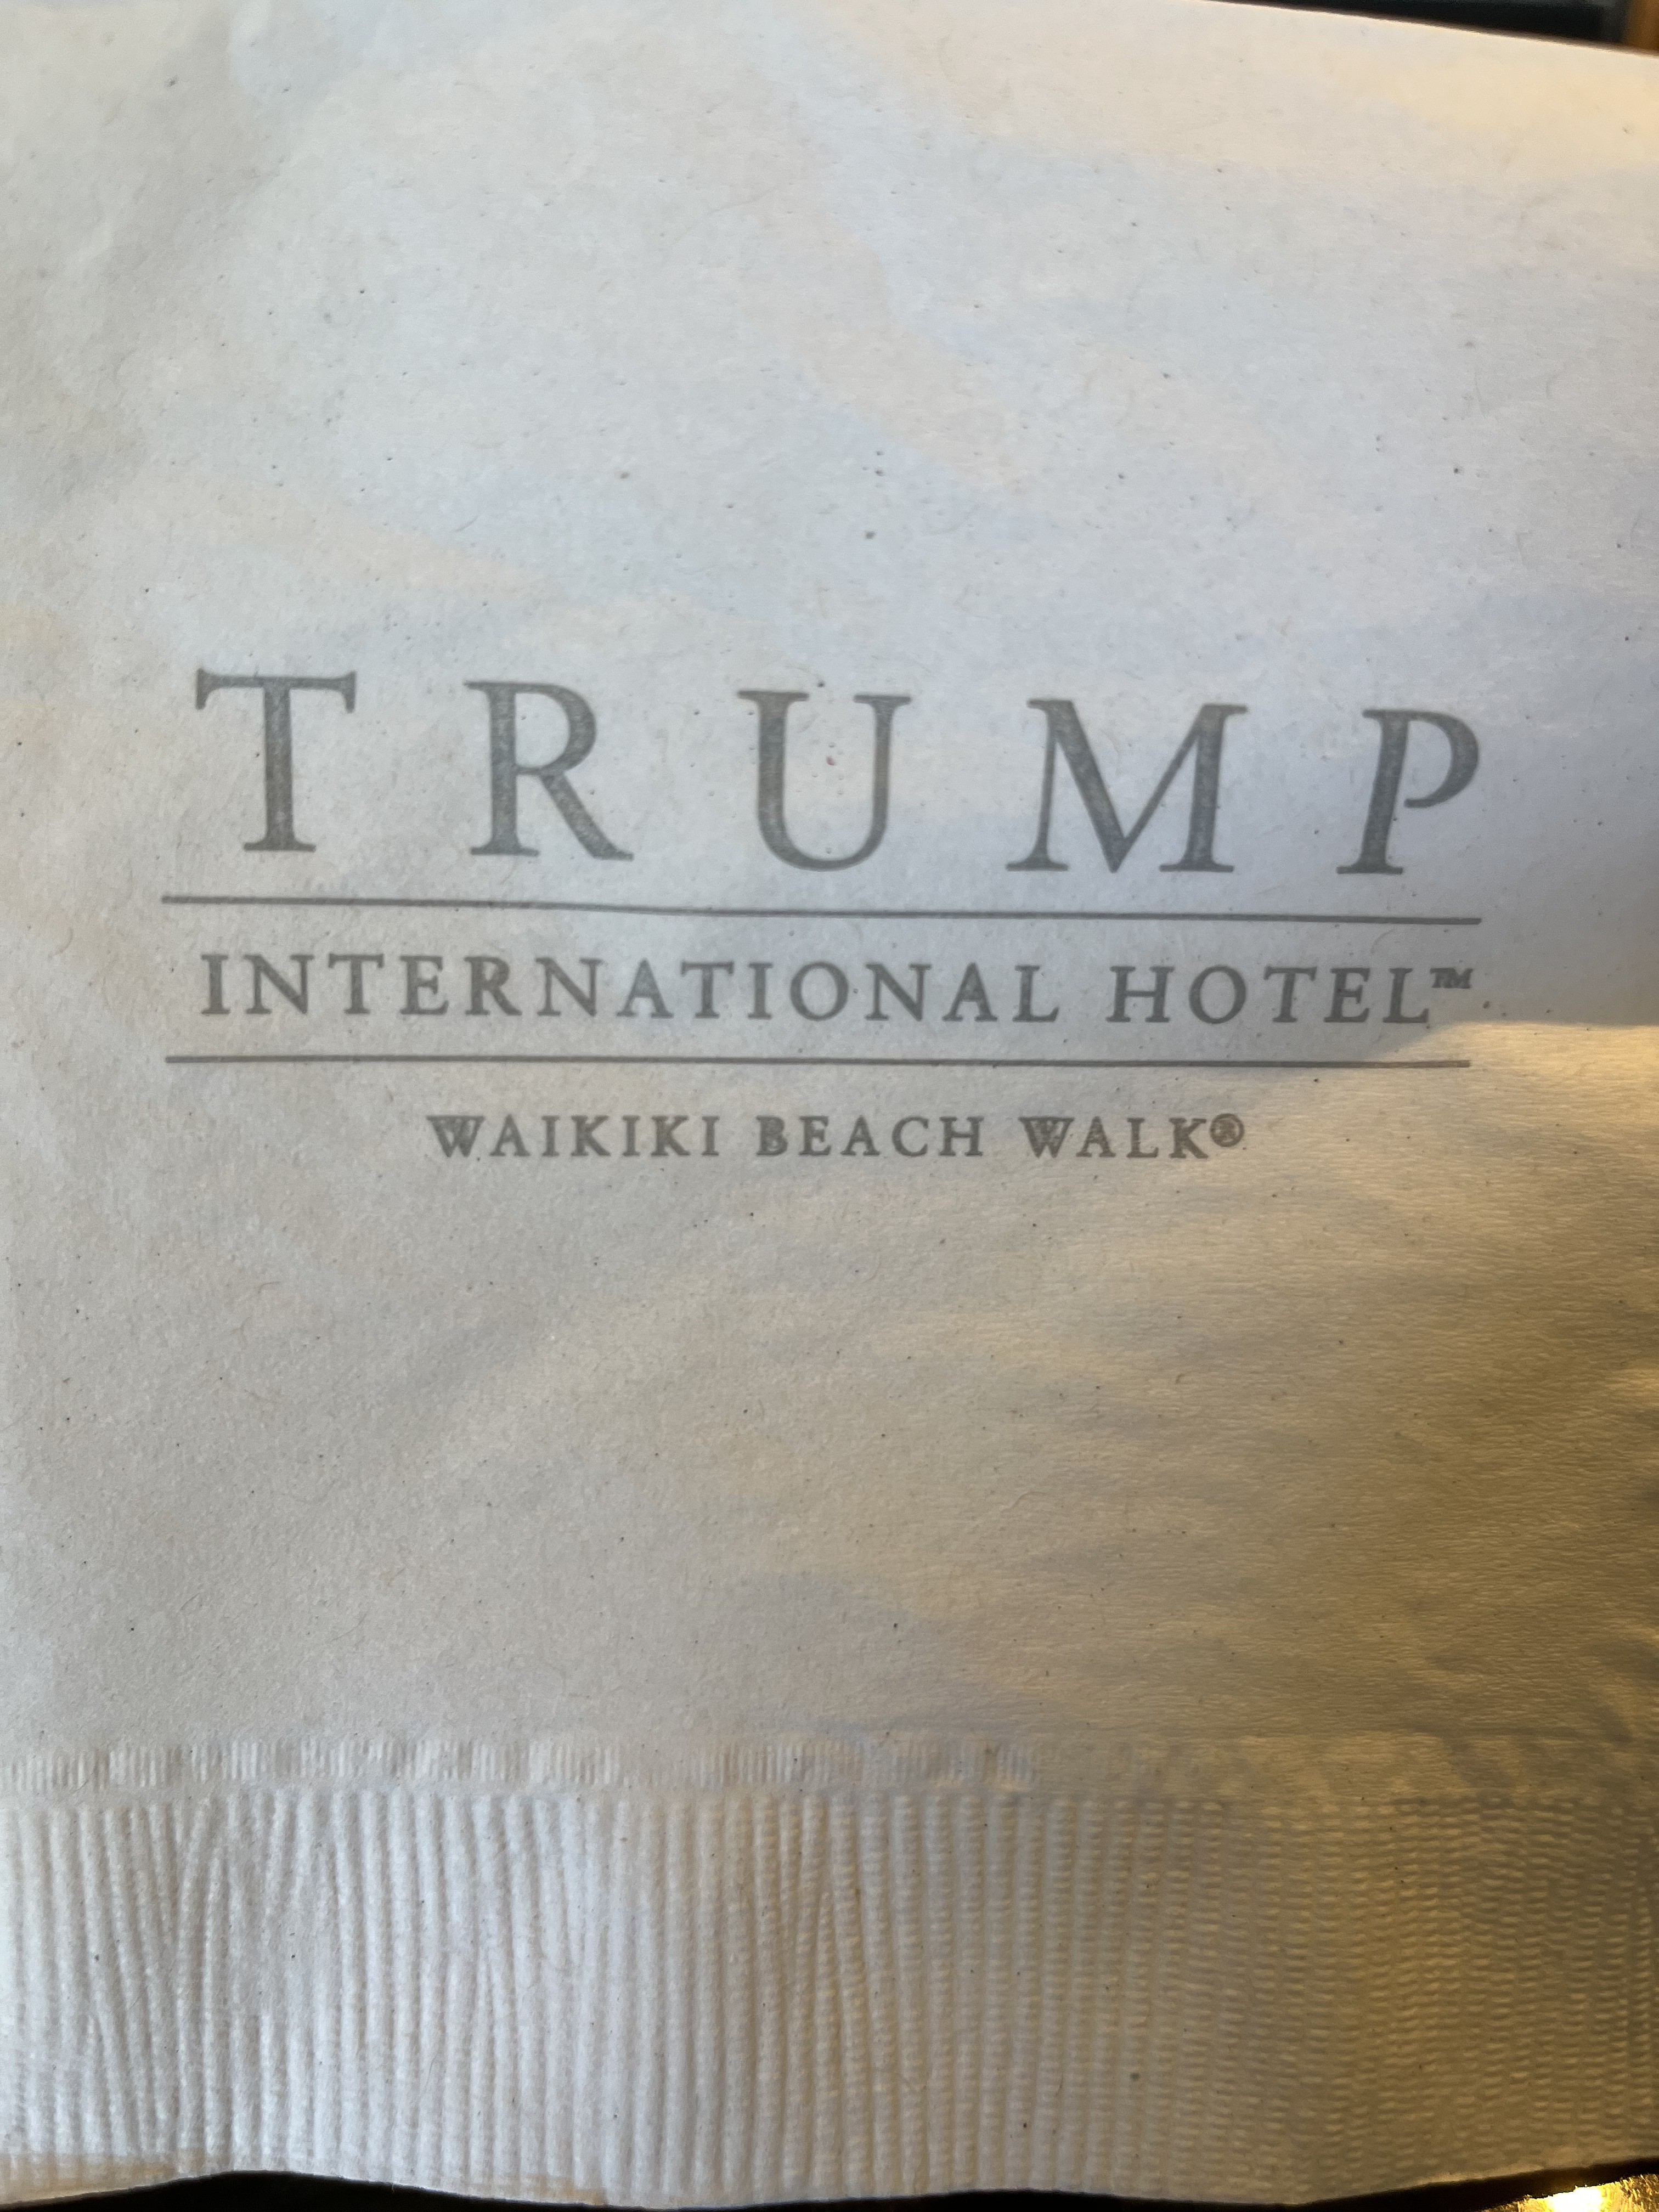 TRUMP
INTERNATIONAL HOTEL™
WAIKIKI BEACH WALK®